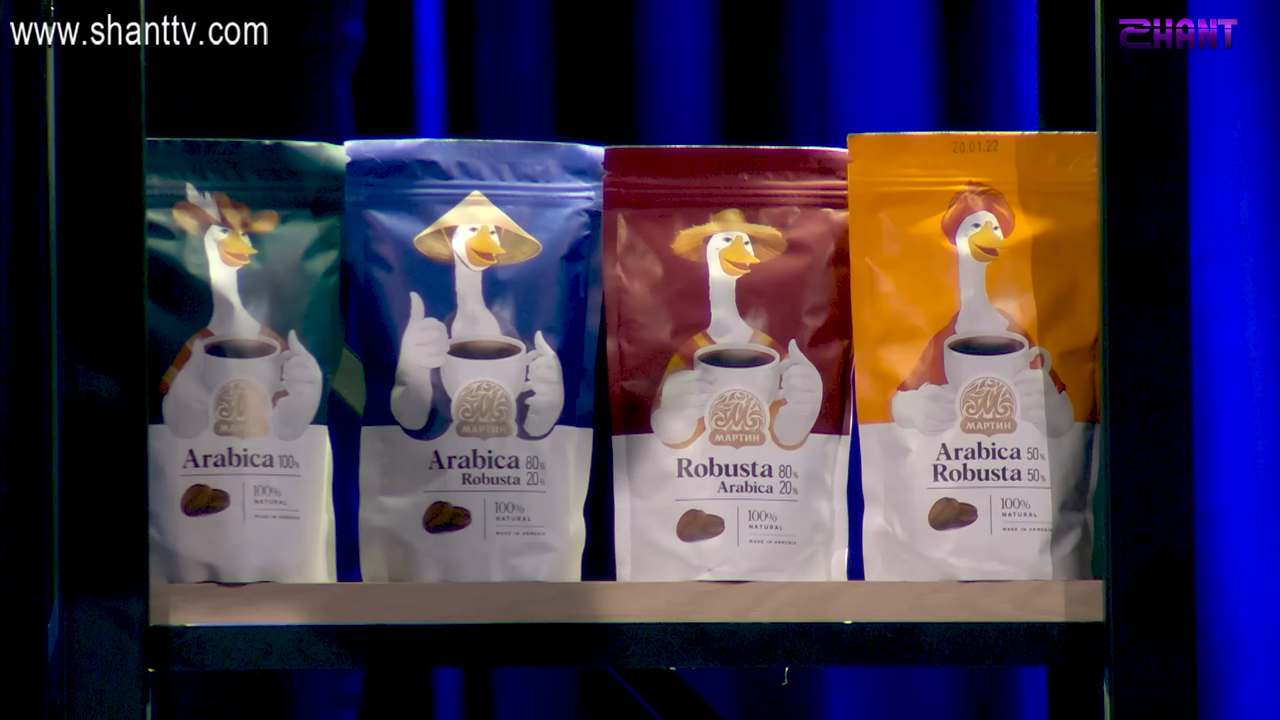 www.shanttv.com
SHANT
20.01.22
МАРТИН
Arabica 100%
100%
NATURAL
MADE IN ARMENIA
МАРТИН
Arabica 80%
Robusta 20%
100%
NATURAL
MADE IN ARMENIA
МАРТИН
Robusta 80%
Arabica 20%
100%
NATURAL
MADE IN ARMENIA
МАРТИН
Arabica 50%
Robusta 50%
100%
NATURAL
MADE IN ARMENIA